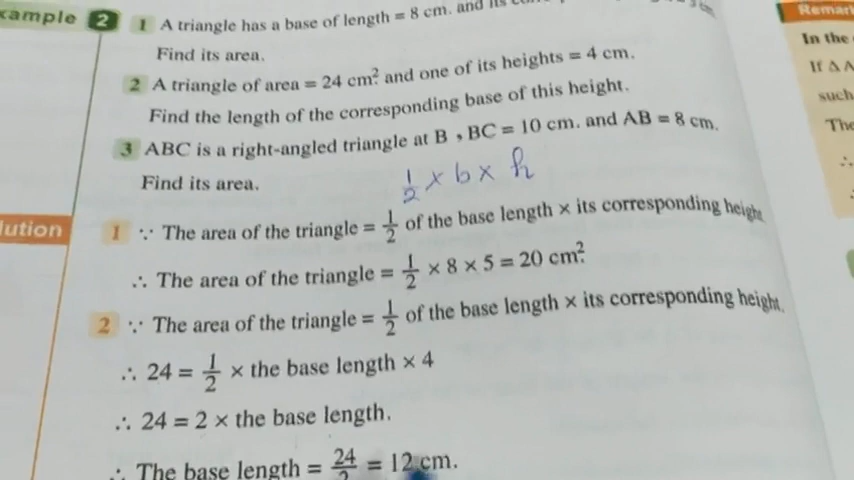 xample 2 1 A triangle has a base of length = 8 cm. and its
Find its area.
2 A triangle of area = 24 cm². and one of its heights = 4 cm.
Find the length of the corresponding base of this height.
3 ABC is a right-angled triangle at B , BC = 10 cm. and AB = 8 cm.
Find its area.
1/2 × b × h
lution
1 ∵ The area of the triangle = 1/2 of the base length × its corresponding height
∴ The area of the triangle = 1/2 × 8 × 5 = 20 cm².
2 ∵ The area of the triangle = 1/2 of the base length × its corresponding height.
∴ 24 = 1/2 × the base length × 4
∴ 24 = 2 × the base length.
∴ The base length = 24/2 = 12 cm.
Remark
In the
If Δ A
such
The
∴